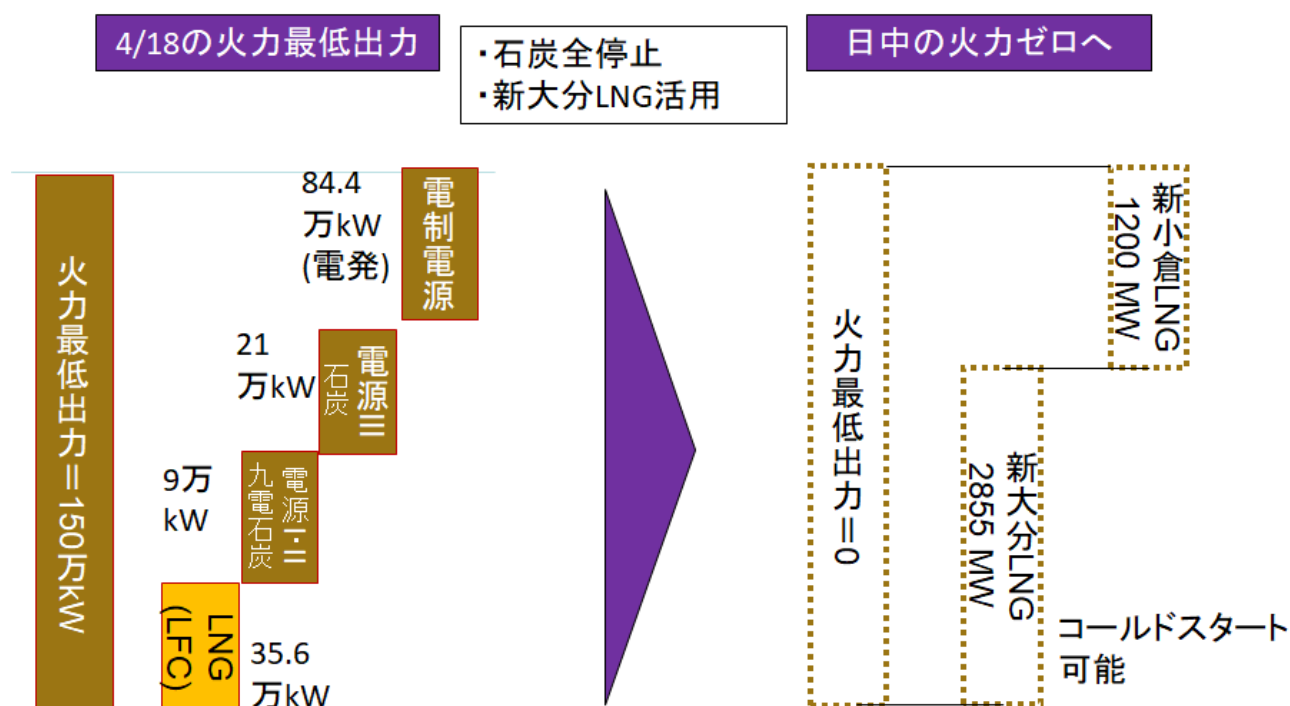 4/18の火力最低出力
・石炭全停止
・新大分LNG活用
日中の火力ゼロへ
火力最低出力＝150万kW
84.4
万kW
(電発)
電制電源
21
万kW
電源Ⅲ
石炭
9万
kW
電源Ⅰ・Ⅱ
九電石炭
LNG
(LFC)
35.6
万kW
火力最低出力＝0
新小倉LNG
1200 MW
新大分LNG
2855 MW
コールドスタート
可能